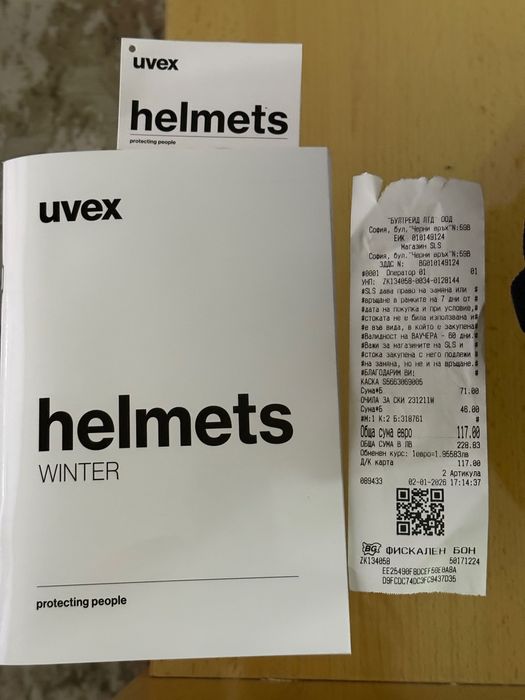 uvex
helmets
protecting people
uvex
helmets
WINTER
protecting people
"БУЛТРЕЙД ЛТД" ООД
София, бул."Черни връх"N:59В
ЕИК 010149124
Магазин SLS
София, бул."Черни връх"N:59В
ЗДДС N: BG010149124
#0001 Оператор 01 01
УНП: ZK134058-0034-0128144
#SLS дава право на замяна или #
#връщане в рамките на 7 дни от #
#дата на покупка и при условие,#
#стоката не е била използвана и#
#е във вида, в който е закупена#
#Валидност на ВАУЧЕРА - 60 дни.#
#Важи за магазините на SLS и #
#стока закупена с него подлежи #
#на замяна, но не и на връщане.#
#БЛАГОДАРИМ ВИ! #
КАСКА S5663069005
Сума*Б 71.00
ОЧИЛА ЗА СКИ 231211W
Сума*Б 46.00
#М:1 К:2 Б:318761 #
Обща сума евро 117.00
ОБЩА СУМА В ЛВ 228.83
Обменен курс: 1евро=1.95583лв
Д/К карта 117.00
2 Артикула
089433 02-01-2026 17:14:37
BG ФИСКАЛЕН БОН
ZK134058 50171224
EE25490FBDCEF50E0A8A
D9FCDC74DC3FC9437D35